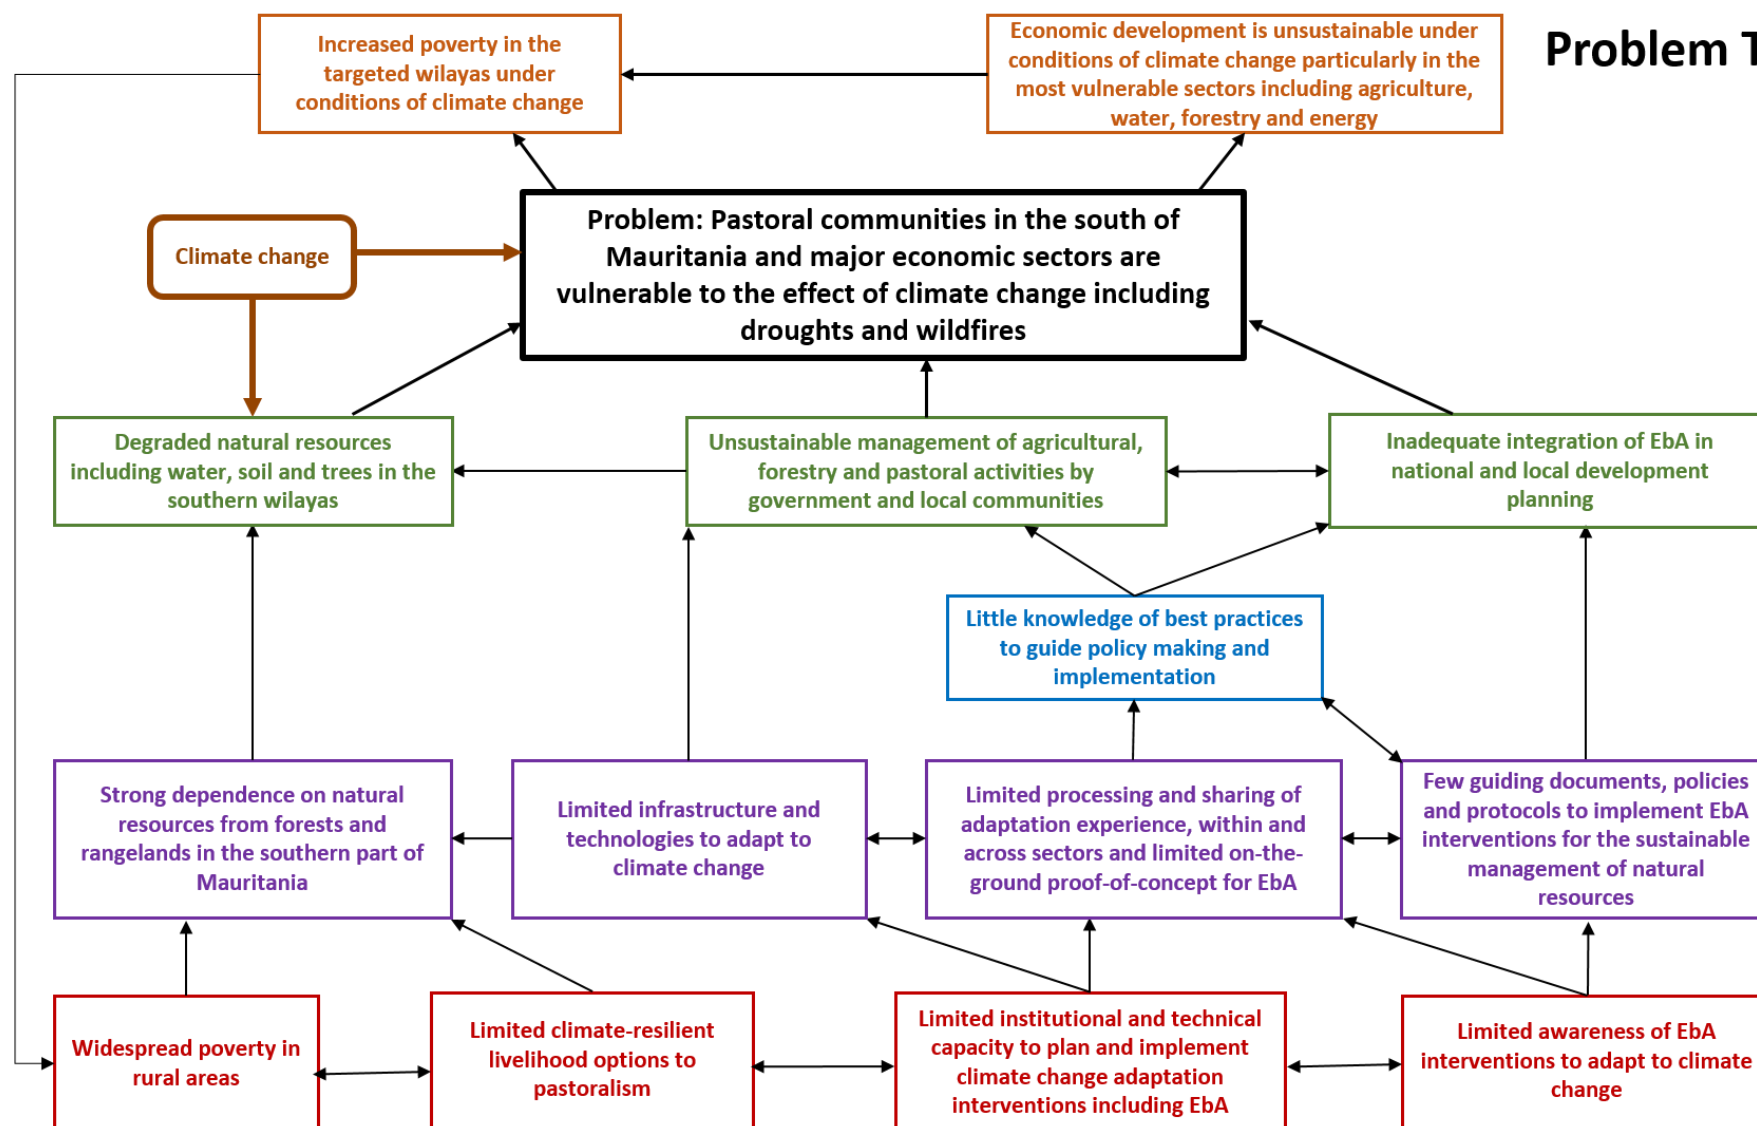 Problem T
Increased poverty in the
targeted wilayas under
conditions of climate change
Economic development is unsustainable under
conditions of climate change particularly in the
most vulnerable sectors including agriculture,
water, forestry and energy
Climate change
Problem: Pastoral communities in the south of
Mauritania and major economic sectors are
vulnerable to the effect of climate change including
droughts and wildfires
Degraded natural resources
including water, soil and trees in the
southern wilayas
Unsustainable management of agricultural,
forestry and pastoral activities by
government and local communities
Inadequate integration of EbA in
national and local development
planning
Little knowledge of best practices
to guide policy making and
implementation
Strong dependence on natural
resources from forests and
rangelands in the southern part of
Mauritania
Limited infrastructure and
technologies to adapt to
climate change
Limited processing and sharing of
adaptation experience, within and
across sectors and limited on-the-
ground proof-of-concept for EbA
Few guiding documents, policies
and protocols to implement EbA
interventions for the sustainable
management of natural
resources
Widespread poverty in
rural areas
Limited climate-resilient
livelihood options to
pastoralism
Limited institutional and technical
capacity to plan and implement
climate change adaptation
interventions including EbA
Limited awareness of EbA
interventions to adapt to climate
change